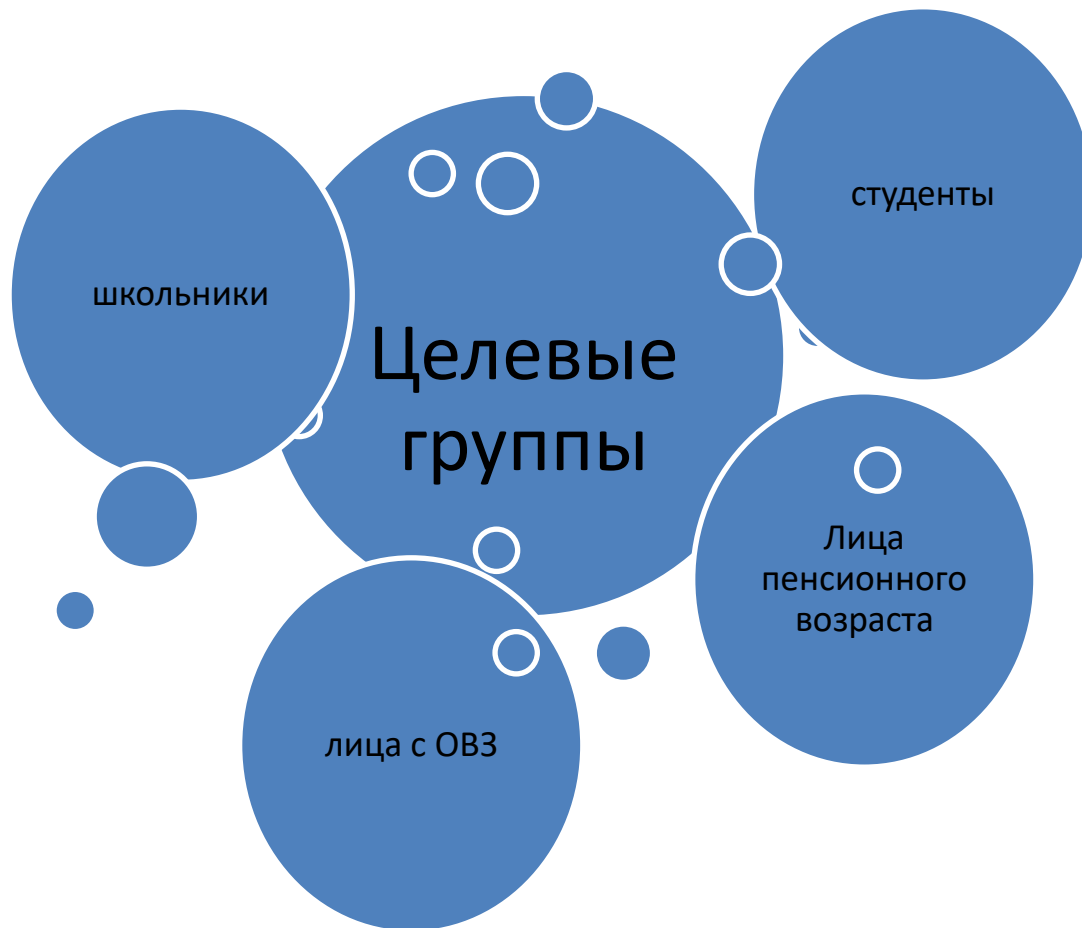 студенты
школьники
Целевые
группы
Лица
пенсионного
возраста
лица с ОВЗ